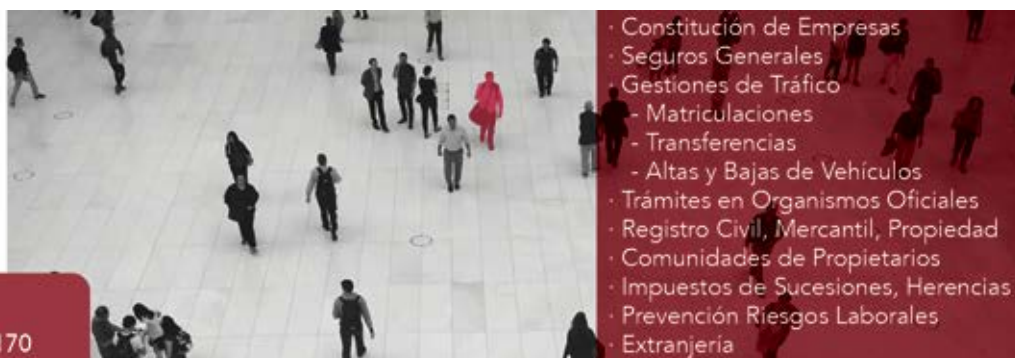 · Constitución de Empresas
· Seguros Generales
· Gestiones de Tráfico
- Matriculaciones
- Transferencias
- Altas y Bajas de Vehículos
· Trámites en Organismos Oficiales
· Registro Civil, Mercantil, Propiedad
· Comunidades de Propietarios
· Impuestos de Sucesiones, Herencias
· Prevención Riesgos Laborales
· Extranjería
170